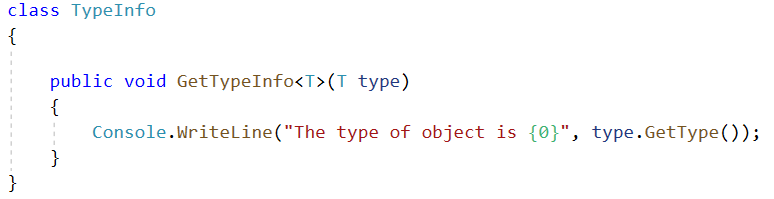 class TypeInfo
{
public void GetTypeInfo<T>(T type)
{
Console.WriteLine("The type of object is {0}", type.GetType());
}
}